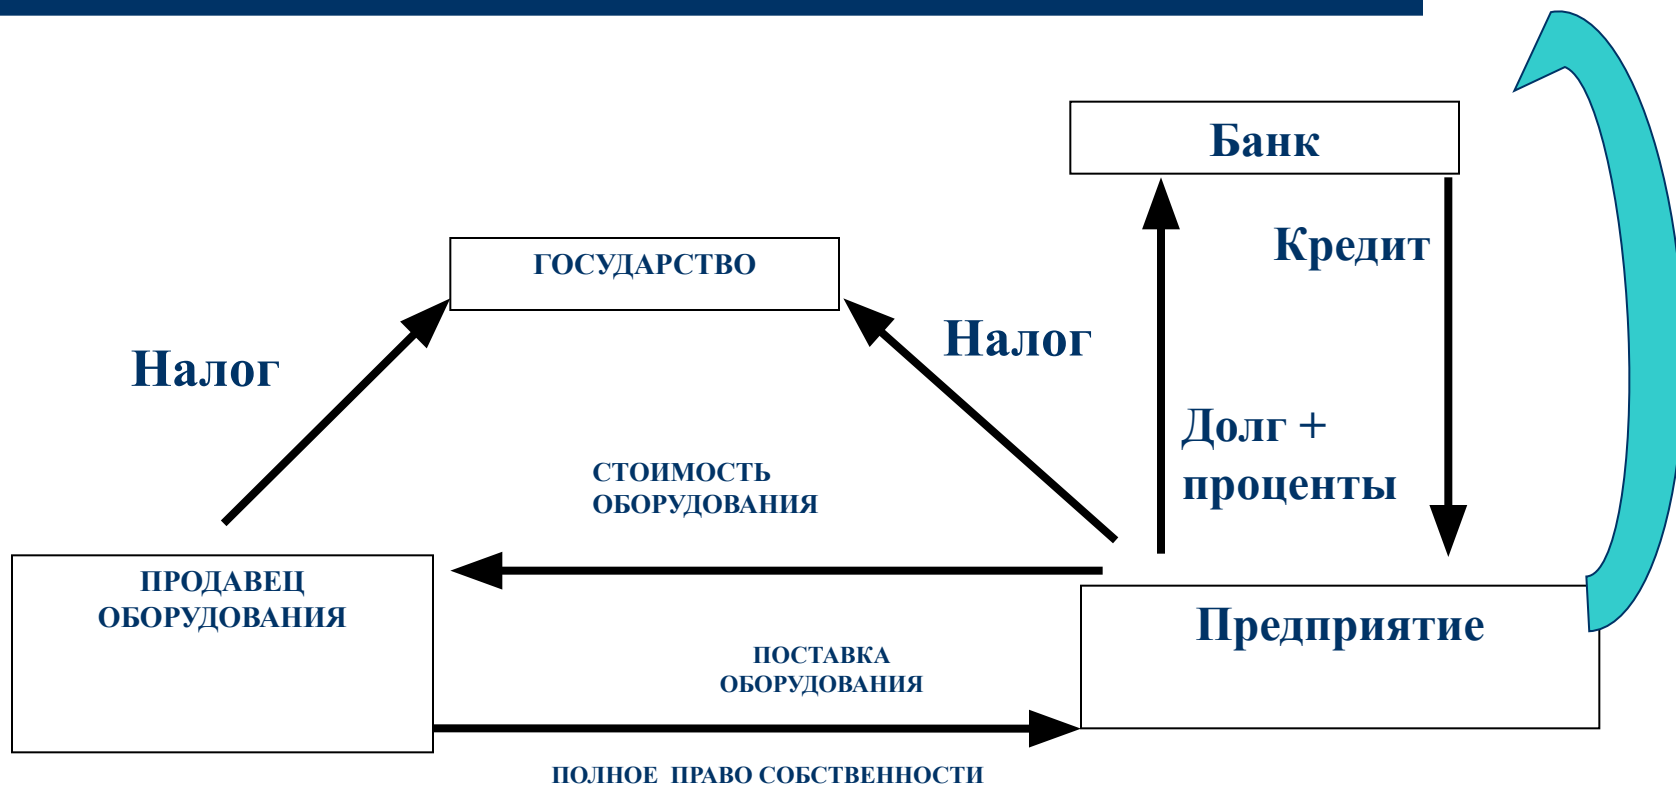 Банк
Кредит
ГОСУДАРСТВО
Налог
Налог
Долг +
проценты
СТОИМОСТЬ
ОБОРУДОВАНИЯ
ПРОДАВЕЦ
ОБОРУДОВАНИЯ
Предприятие
ПОСТАВКА
ОБОРУДОВАНИЯ
ПОЛНОЕ ПРАВО СОБСТВЕННОСТИ